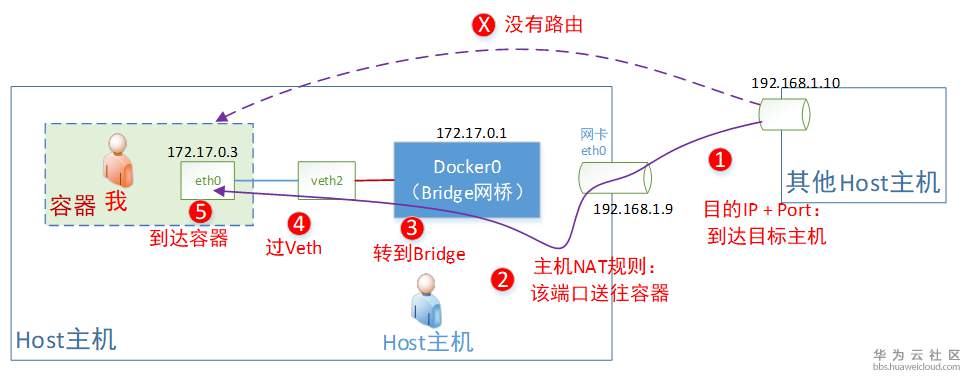 X 没有路由
192.168.1.10
172.17.0.1
网卡
eth0
1
172.17.0.3
eth0
veth2
Docker0
（Bridge网桥）
其他Host主机
容器
我
192.168.1.9
5
4
3
目的IP + Port：
到达目标主机
到达容器
过Veth
转到Bridge
2
主机NAT规则：
该端口送往容器
Host主机
Host主机
华为云社区
bbs.huaweicloud.com